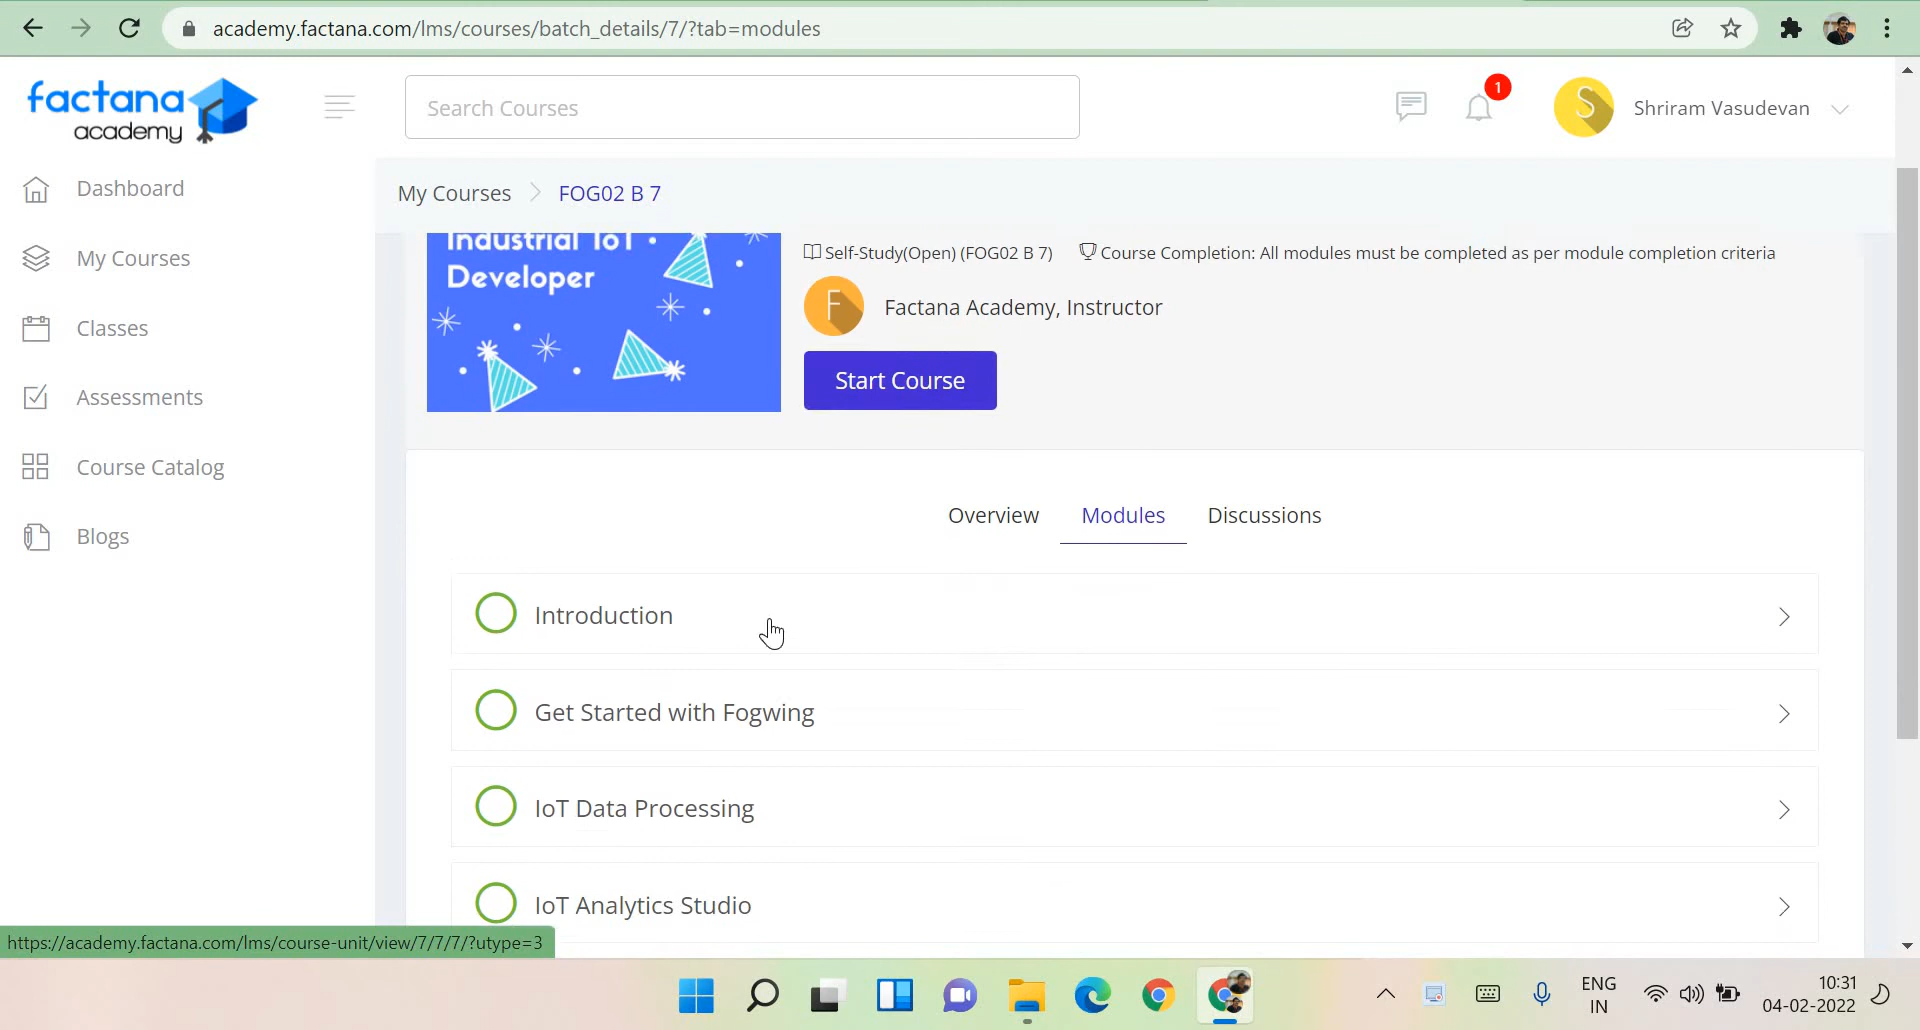 academy.factana.com/lms/courses/batch_details/7/?tab=modules
factana
academy
Search Courses
1
S
Shriram Vasudevan
Dashboard
My Courses
Classes
Assessments
Course Catalog
Blogs
My Courses
FOG02 B 7
Industrial IoT
Developer
Self-Study(Open) (FOG02 B 7)
Course Completion: All modules must be completed as per module completion criteria
F
Factana Academy, Instructor
Start Course
Overview
Modules
Discussions
Introduction
Get Started with Fogwing
IoT Data Processing
IoT Analytics Studio
https://academy.factana.com/lms/course-unit/view/7/7/7/?utype=3
ENG
IN
10:31
04-02-2022